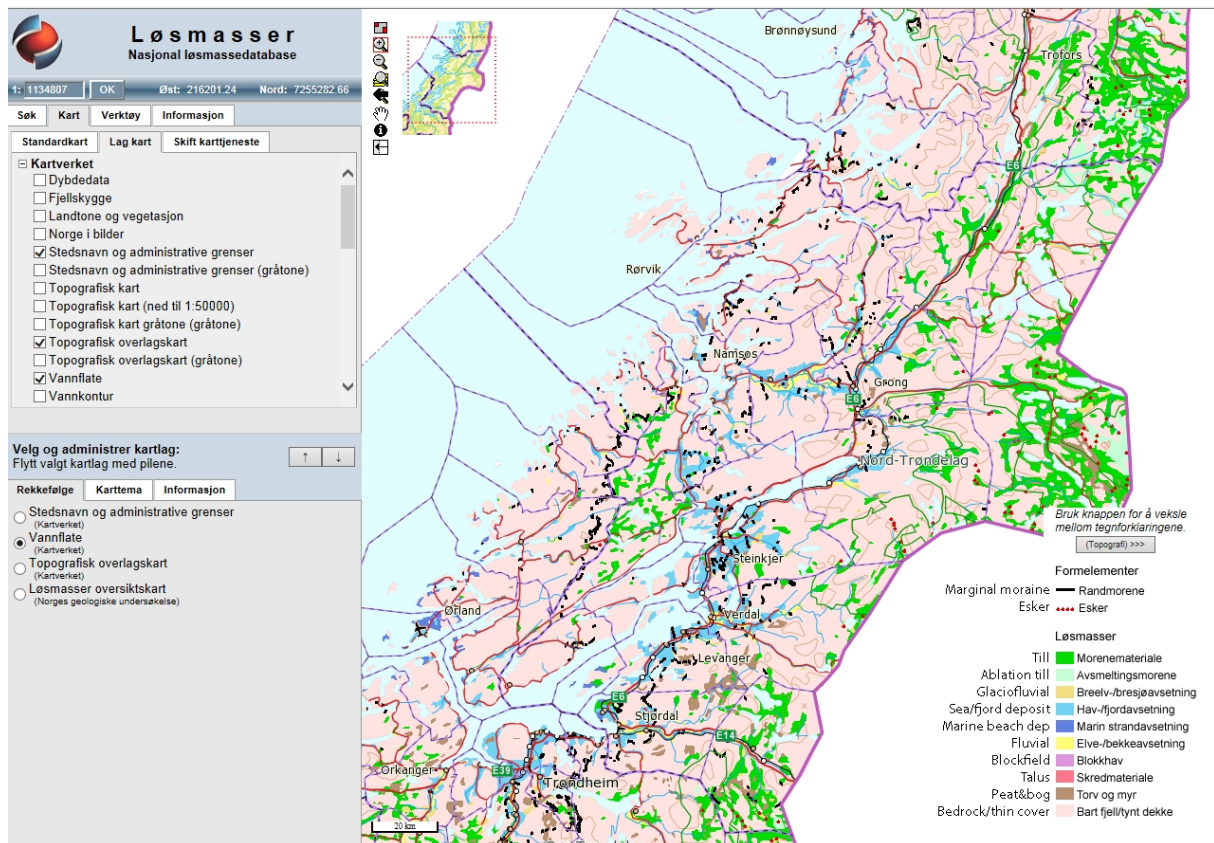 Løsmasser
Nasjonal løsmassedatabase
1: 1134807 OK Øst: 216201.24 Nord: 7255282.66
Søk Kart Verktøy Informasjon
Standardkart Lag kart Skift karttjeneste
Kartverket
Dybdedata
Fjellskygge
Landtone og vegetasjon
Norge i bilder
Stedsnavn og administrative grenser
Stedsnavn og administrative grenser (gråtone)
Topografisk kart
Topografisk kart (ned til 1:50000)
Topografisk kart gråtone (gråtone)
Topografisk overlagskart
Topografisk overlagskart (gråtone)
Vannflate
Vannkontur
Velg og administrer kartlag:
Flytt valgt kartlag med pilene.
↑ ↓
Rekkefølge Karttema Informasjon
Stedsnavn og administrative grenser
(Kartverket)
Vannflate
(Kartverket)
Topografisk overlagskart
(Kartverket)
Løsmasser oversiktskart
(Norges geologiske undersøkelse)
Brønnøysund
Trofors
E6
Rørvik
Namsos
Grong
E6
Nord-Trøndelag
Steinkjer
Ørland
Verdal
Levanger
E6
Stjørdal
E14
Orkanger
E39
Trondheim
20 km
Bruk knappen for å veksle
mellom tegnforklaringene.
(Topografi) >>>
Formelementer
Marginal moraine Randmorene
Esker Esker
Løsmasser
Till Morenemateriale
Ablation till Avsmeltingsmorene
Glaciofluvial Breelv-/bresjøavsetning
Sea/fjord deposit Hav-/fjordavsetning
Marine beach dep Marin strandavsetning
Fluvial Elve-/bekkeavsetning
Blockfield Blokkhav
Talus Skredmateriale
Peat&bog Torv og myr
Bedrock/thin cover Bart fjell/tynt dekke